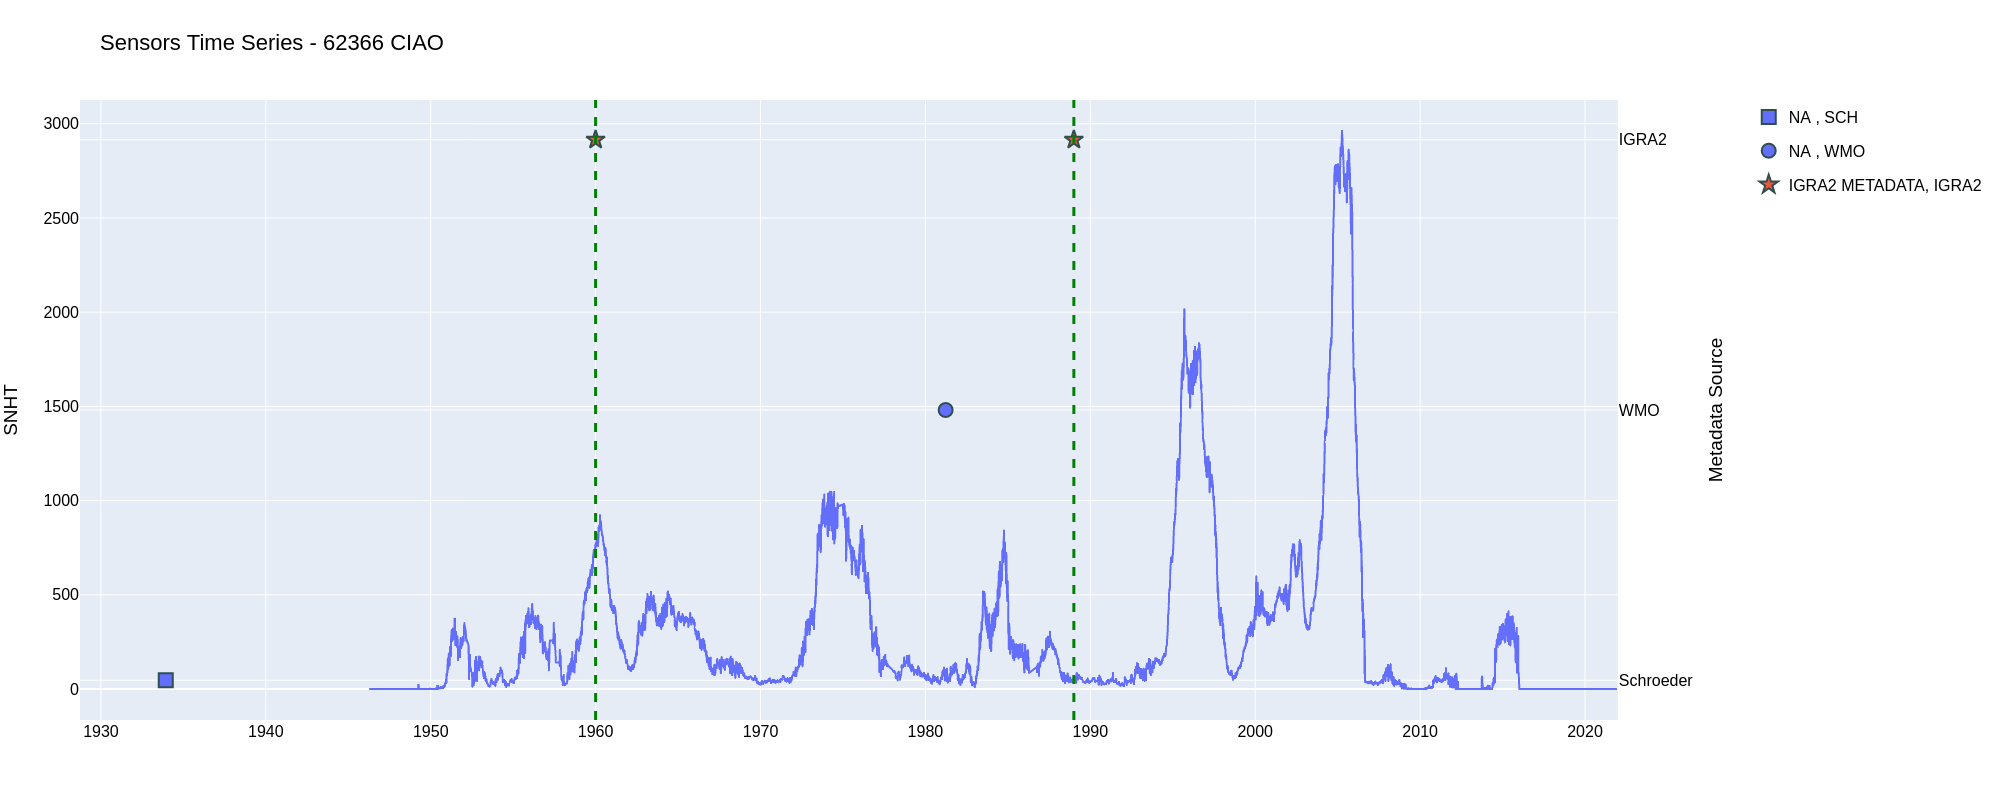 Sensors Time Series - 62366 CIAO
3000
2500
2000
1500
1000
500
0
SNHT
1930 1940 1950 1960 1970 1980 1990 2000 2010 2020
IGRA2
WMO
Schroeder
Metadata Source
NA , SCH
NA , WMO
IGRA2 METADATA, IGRA2